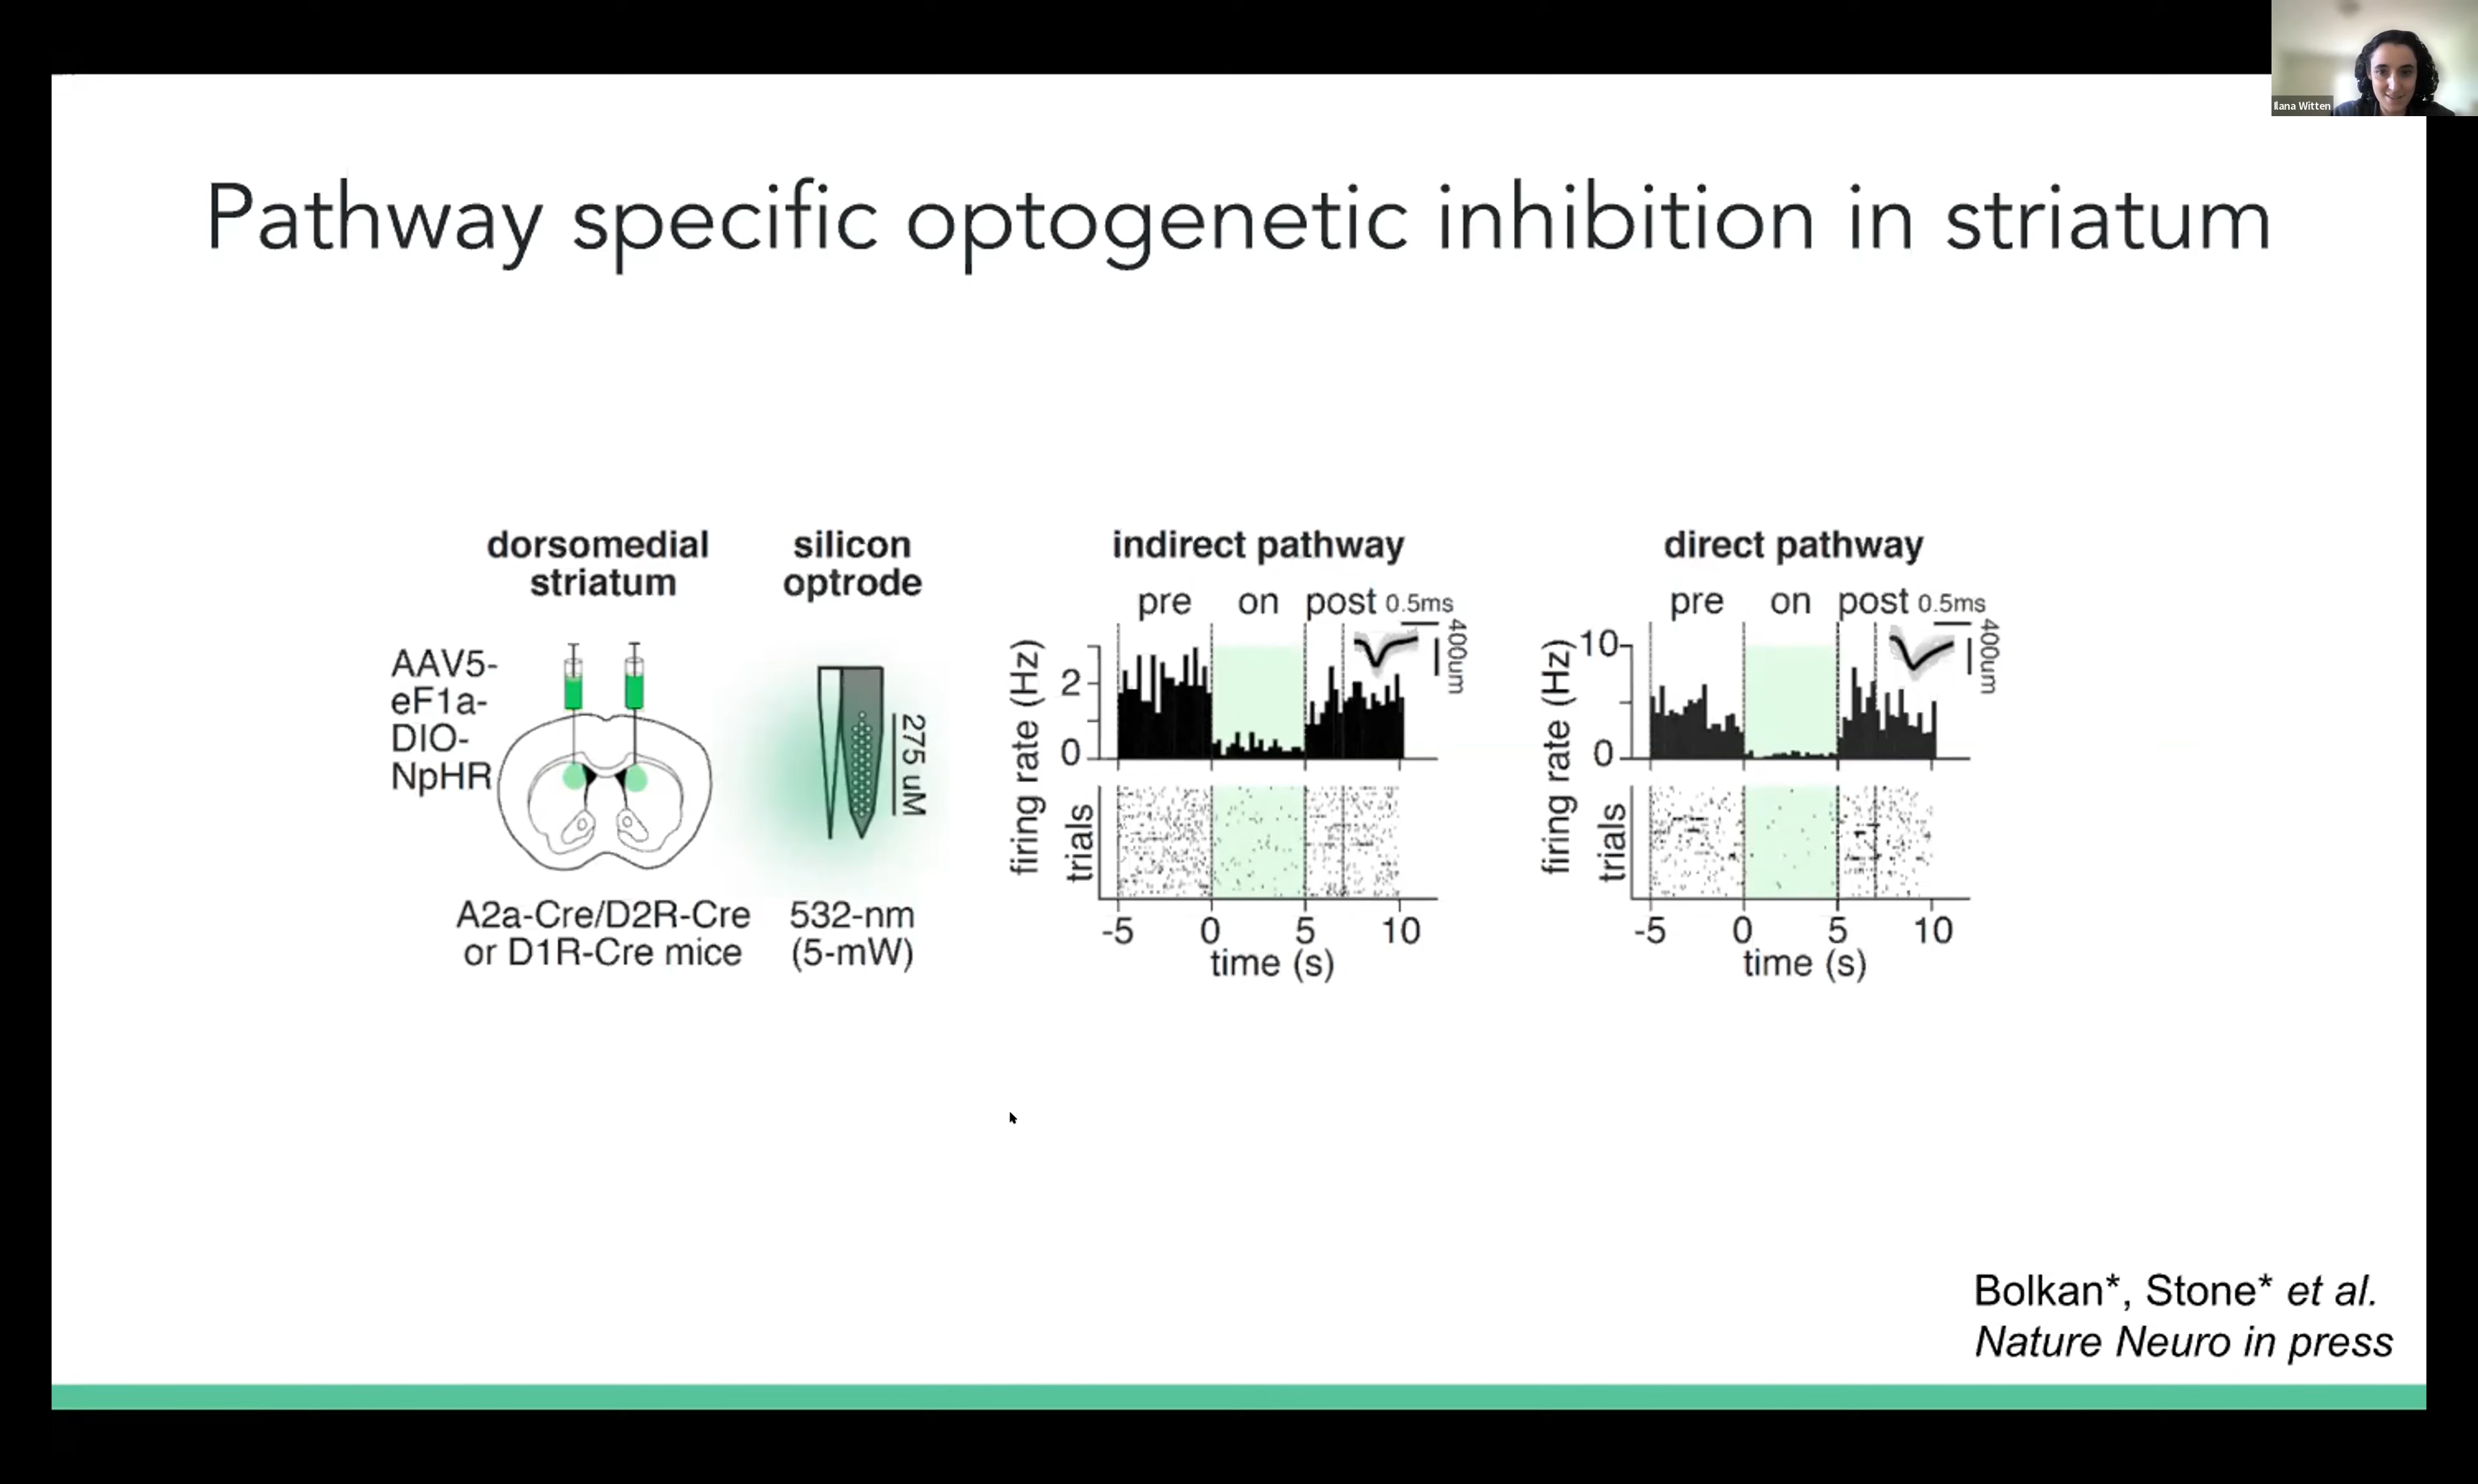 Ilana Witten
Pathway specific optogenetic inhibition in striatum
dorsomedial
striatum
AAV5-
eF1a-
DIO-
NpHR
A2a-Cre/D2R-Cre
or D1R-Cre mice
silicon
optrode
275 uM
532-nm
(5-mW)
indirect pathway
pre on post 0.5ms
400um
firing rate (Hz)
2
0
trials
-5 0 5 10
time (s)
direct pathway
pre on post 0.5ms
400um
firing rate (Hz)
10
0
trials
-5 0 5 10
time (s)
Bolkan*, Stone* et al.
Nature Neuro in press